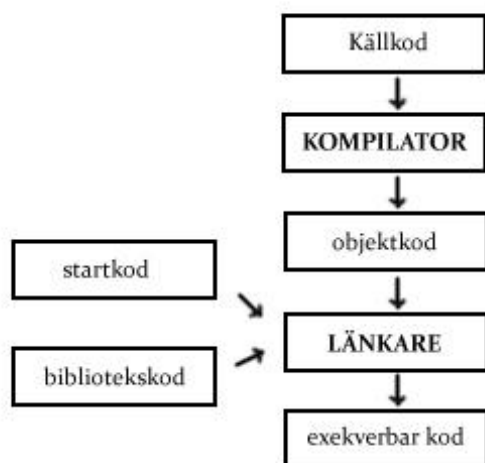 Källkod
KOMPILATOR
objektkod
startkod
LÄNKARE
bibliotekskod
exekverbar kod